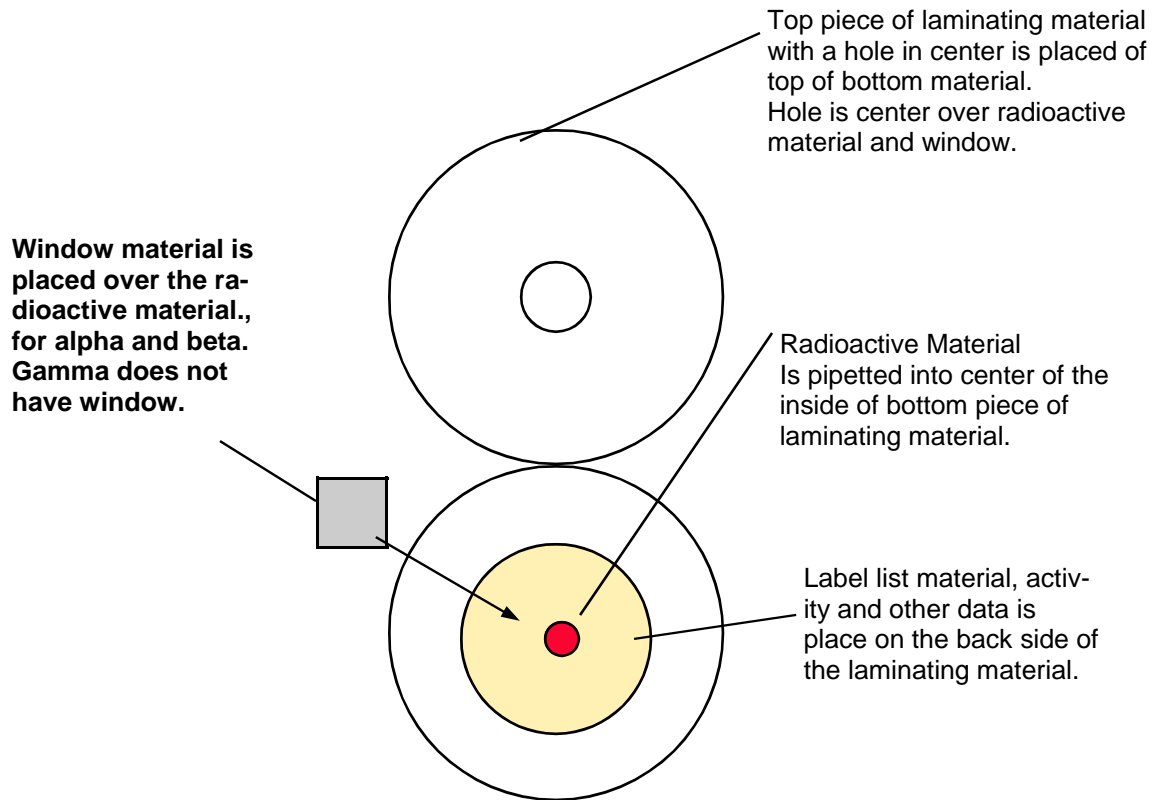 Top piece of laminating material
with a hole in center is placed of
top of bottom material.
Hole is center over radioactive
material and window.
Window material is
placed over the ra-
dioactive material.,
for alpha and beta.
Gamma does not
have window.
Radioactive Material
Is pipetted into center of the
inside of bottom piece of
laminating material.
Label list material, activ-
ity and other data is
place on the back side of
the laminating material.